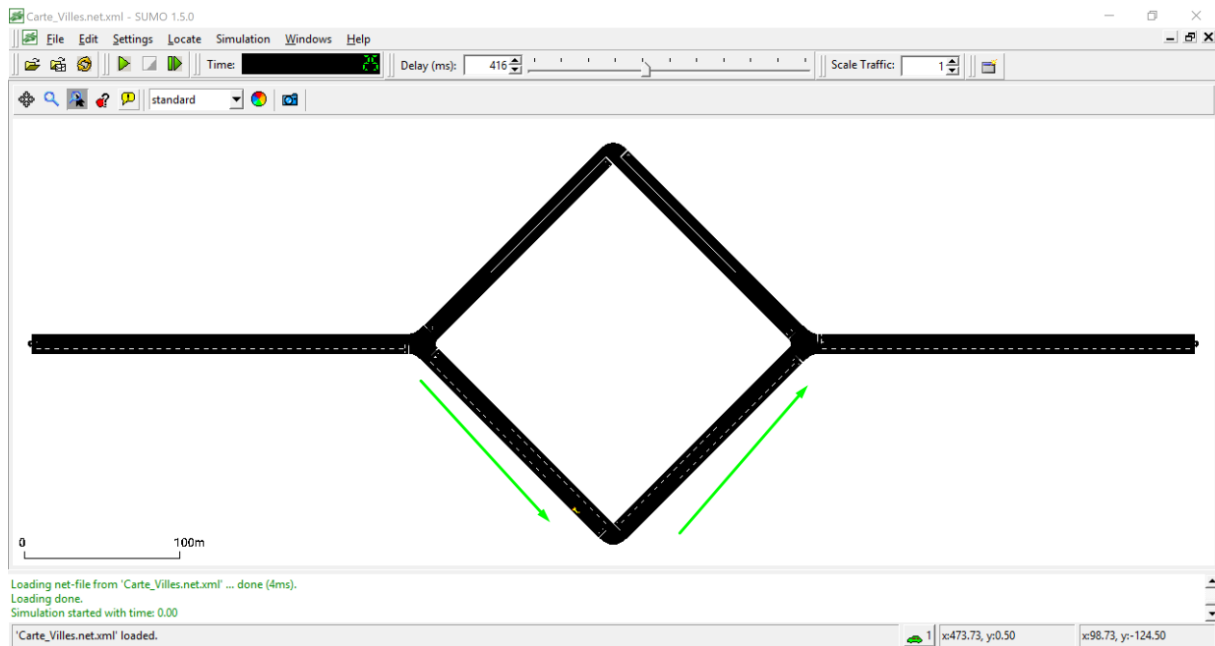 Carte_Villes.net.xml - SUMO 1.5.0
File Edit Settings Locate Simulation Windows Help
Time: 25 Delay (ms): 416 Scale Traffic: 1
standard
0 100m
Loading net-file from 'Carte_Villes.net.xml' ... done (4ms).
Loading done.
Simulation started with time: 0.00
'Carte_Villes.net.xml' loaded. 1 x:473.73, y:0.50 x:98.73, y:-124.50